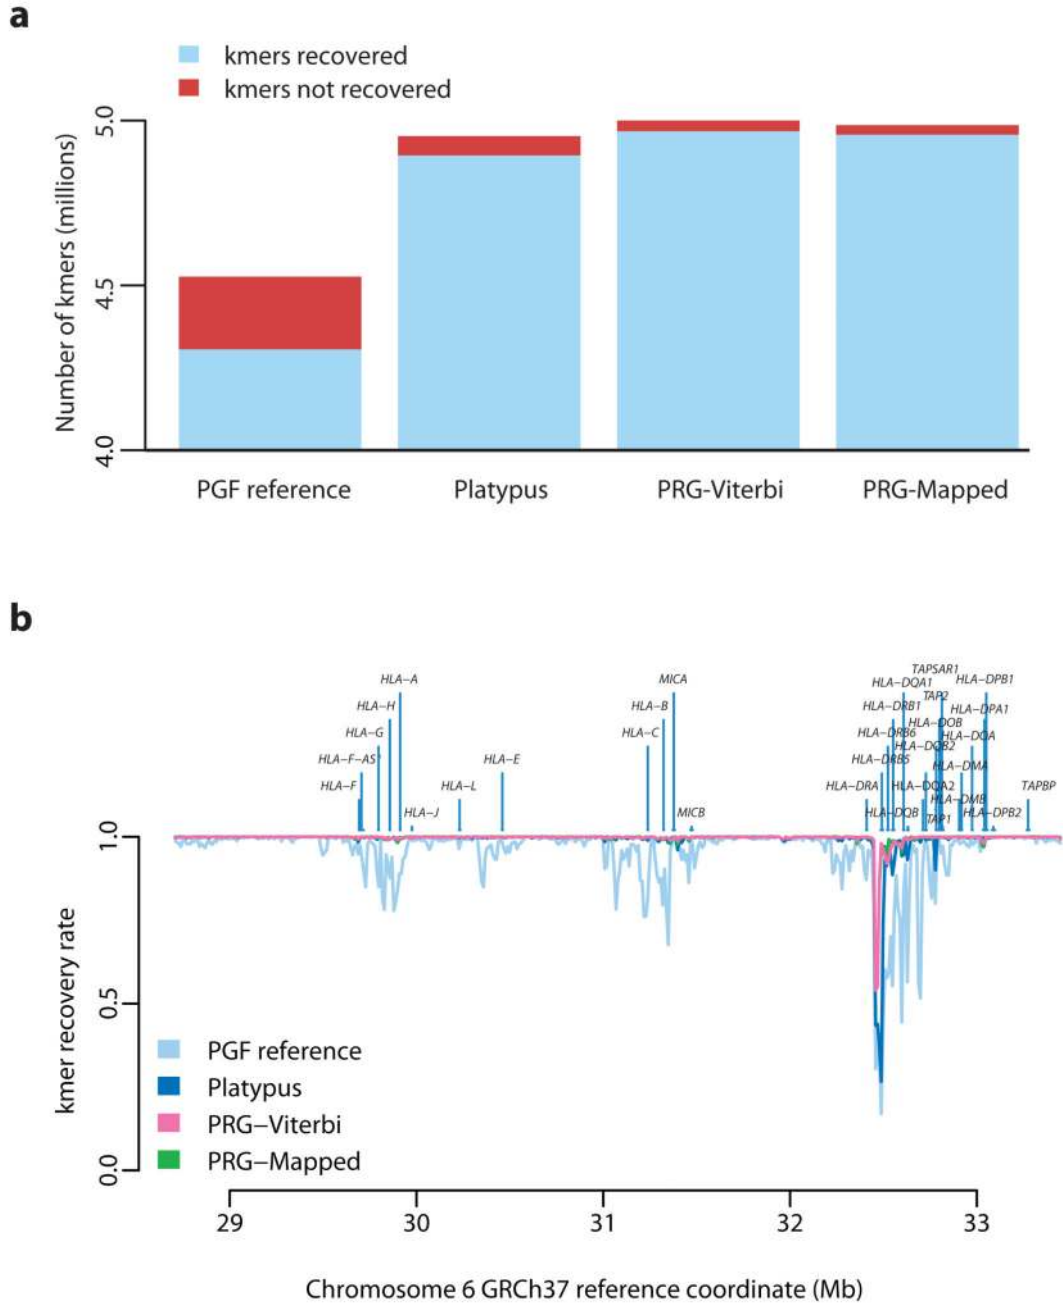 a
kmers recovered
kmers not recovered
Number of kmers (millions)
5.0
4.5
4.0
PGF reference
Platypus
PRG-Viterbi
PRG-Mapped
b
TAPSAR1
HLA–A
MICA
HLA–DQA1
HLA–DPB1
TAP2
HLA–H
HLA–B
HLA–DRB1
HLA–DPA1
HLA–DOB
HLA–G
HLA–C
HLA–DRB6
HLA–DOA
HLA–DQB2
HLA–F–AS1
HLA–E
HLA–DRB5
HLA–DMA
HLA–F
HLA–L
HLA–DRA
HLA–DQA2
TAPBP
HLA–DMB
HLA–J
MICB
HLA–DQB
HLA–DPB2
TAP1
kmer recovery rate
1.0
0.5
0.0
PGF reference
Platypus
PRG–Viterbi
PRG–Mapped
29
30
31
32
33
Chromosome 6 GRCh37 reference coordinate (Mb)